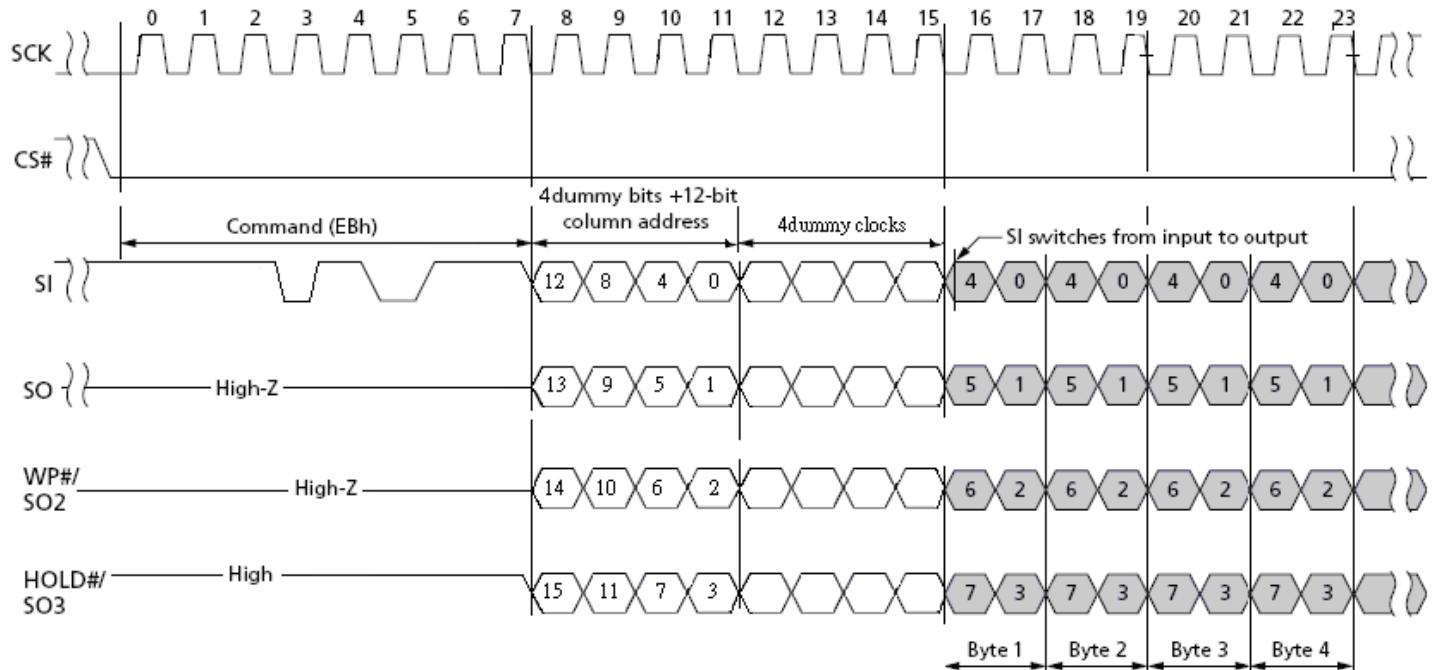 0 1 2 3 4 5 6 7 8 9 10 11 12 13 14 15 16 17 18 19 20 21 22 23
SCK
CS#
4dummy bits +12-bit
column address
Command (EBh)
4dummy clocks
SI switches from input to output
SI 12 8 4 0 4 0 4 0 4 0 4 0
SO High-Z 13 9 5 1 5 1 5 1 5 1 5 1
WP#/
SO2
High-Z 14 10 6 2 6 2 6 2 6 2 6 2
HOLD#/
SO3
High 15 11 7 3 7 3 7 3 7 3 7 3
Byte 1 Byte 2 Byte 3 Byte 4